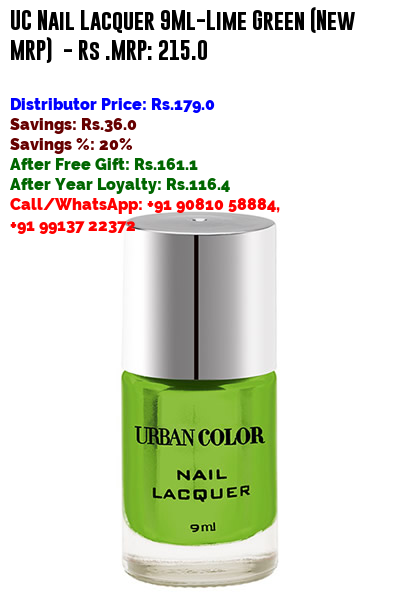 UC Nail Lacquer 9Ml-Lime Green (New
MRP) - Rs .MRP: 215.0
Distributor Price: Rs.179.0
Savings: Rs.36.0
Savings %: 20%
After Free Gift: Rs.161.1
After Year Loyalty: Rs.116.4
Call/WhatsApp: +91 90810 58884,
+91 99137 22372
URBAN COLOR
NAIL
LACQUER
9ml